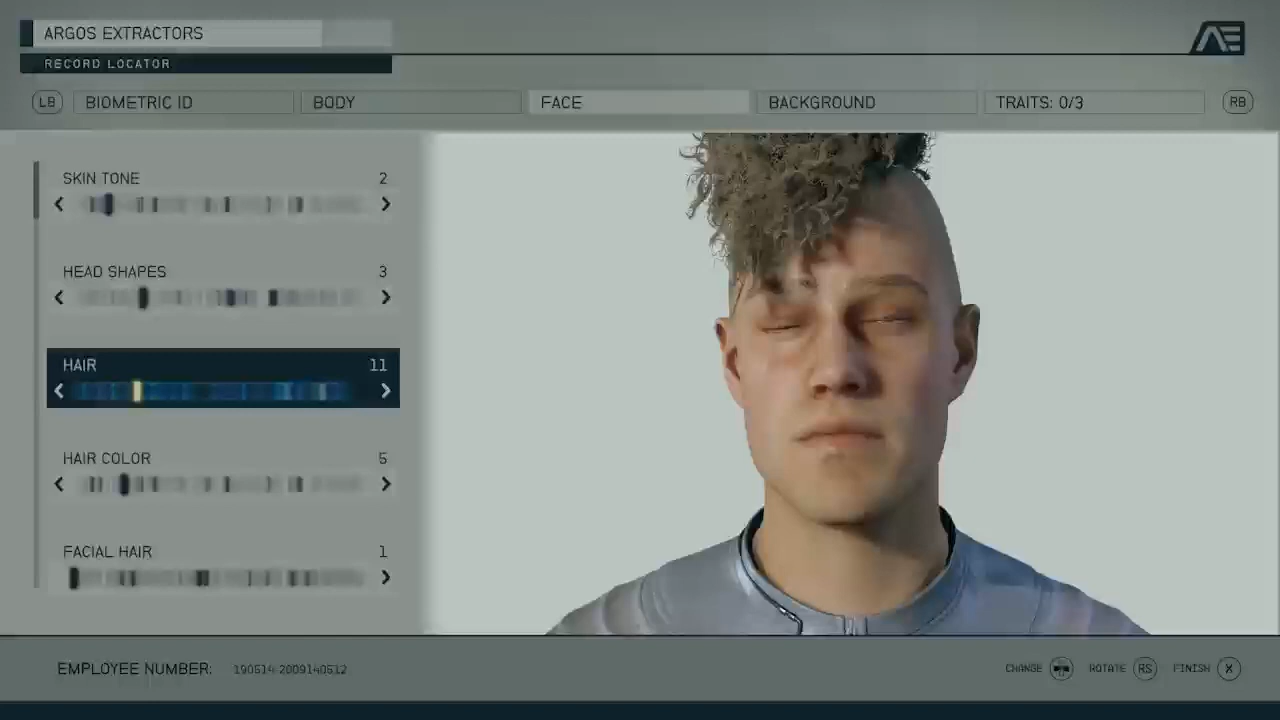 ARGOS EXTRACTORS
RECORD LOCATOR
LB BIOMETRIC ID BODY FACE BACKGROUND TRAITS: 0/3 RB
SKIN TONE 2
HEAD SHAPES 3
HAIR 11
HAIR COLOR 5
FACIAL HAIR 1
EMPLOYEE NUMBER: 190514-2009140512 CHANGE ROTATE RS FINISH X